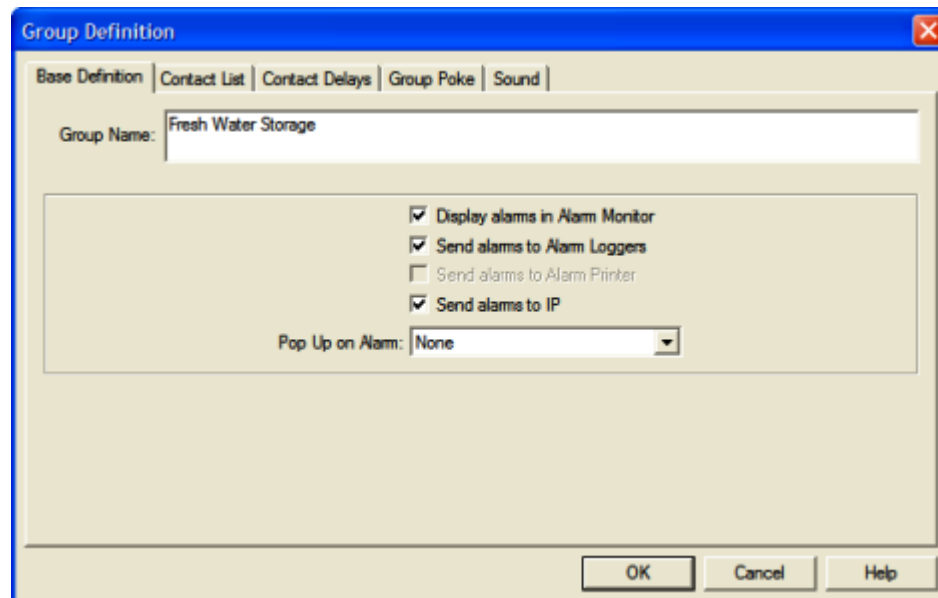 Group Definition
Base Definition Contact List Contact Delays Group Poke Sound
Group Name: Fresh Water Storage
Display alarms in Alarm Monitor
Send alarms to Alarm Loggers
Send alarms to Alarm Printer
Send alarms to IP
Pop Up on Alarm: None
OK Cancel Help